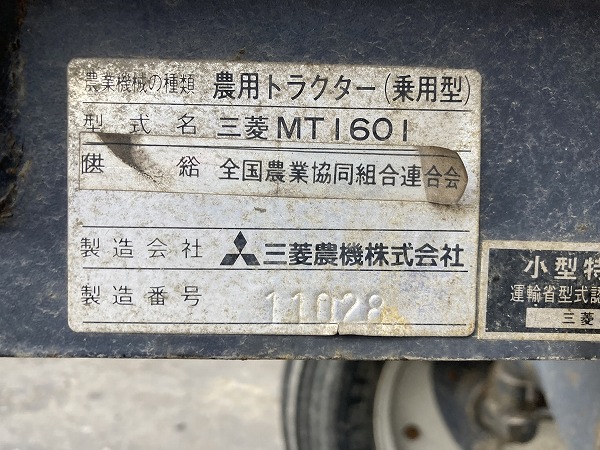 農業機械の種類 農用トラクター(乗用型)
型式名 三菱MT1601
供給 全国農業協同組合連合会
製造会社 三菱農機株式会社
製造番号 11028
小型特
運輸省型式認
三菱